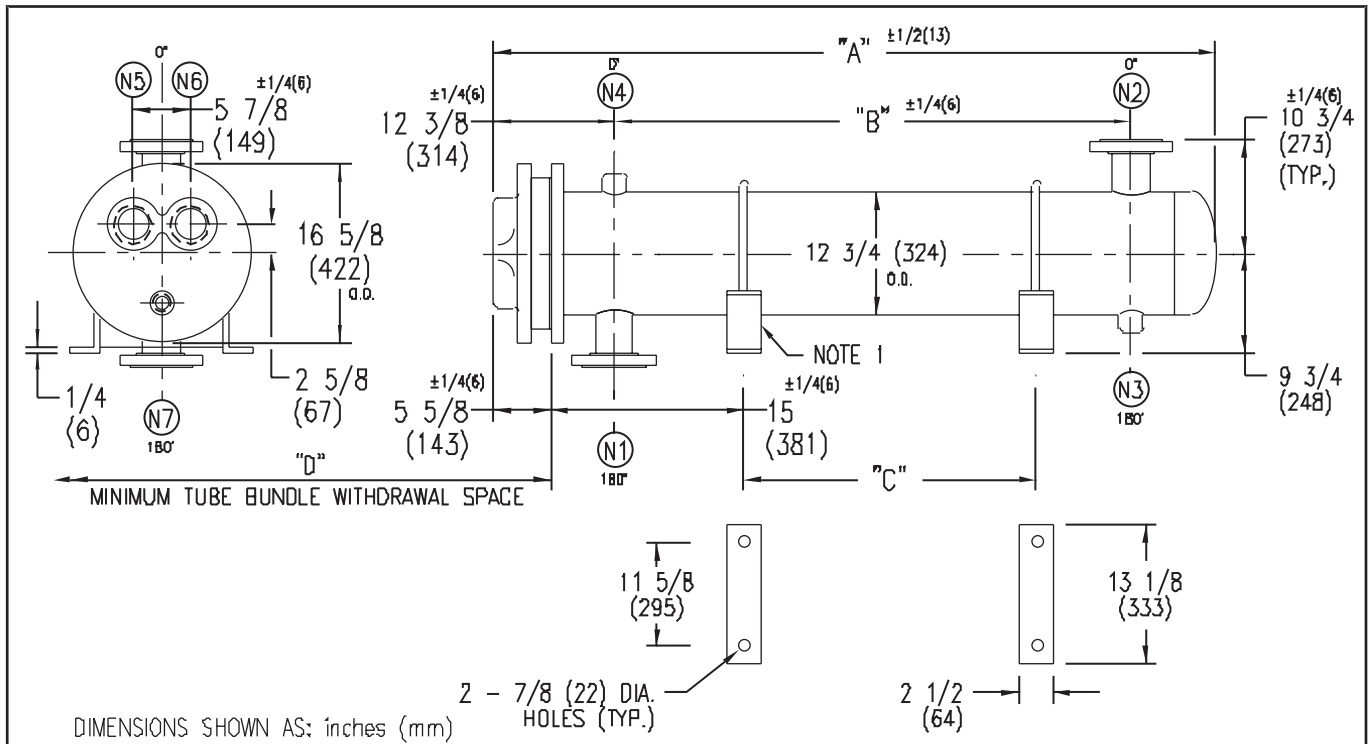 0°
N5
N6
±1/4(6)
5 7/8
(149)
16 5/8
(422)
O.D.
2 5/8
(67)
1/4
(6)
N7
180°
"D"
MINIMUM TUBE BUNDLE WITHDRAWAL SPACE
"A" ±1/2(13)
±1/4(6)
12 3/8
(314)
0°
N4
"B" ±1/4(6)
0°
N2
±1/4(6)
10 3/4
(273)
(TYP.)
12 3/4 (324)
O.D.
NOTE 1
±1/4(6)
5 5/8
(143)
±1/4(6)
15
(381)
N1
180°
"C"
N3
180°
9 3/4
(248)
11 5/8
(295)
13 1/8
(333)
2 - 7/8 (22) DIA.
HOLES (TYP.)
2 1/2
(64)
DIMENSIONS SHOWN AS: inches (mm)